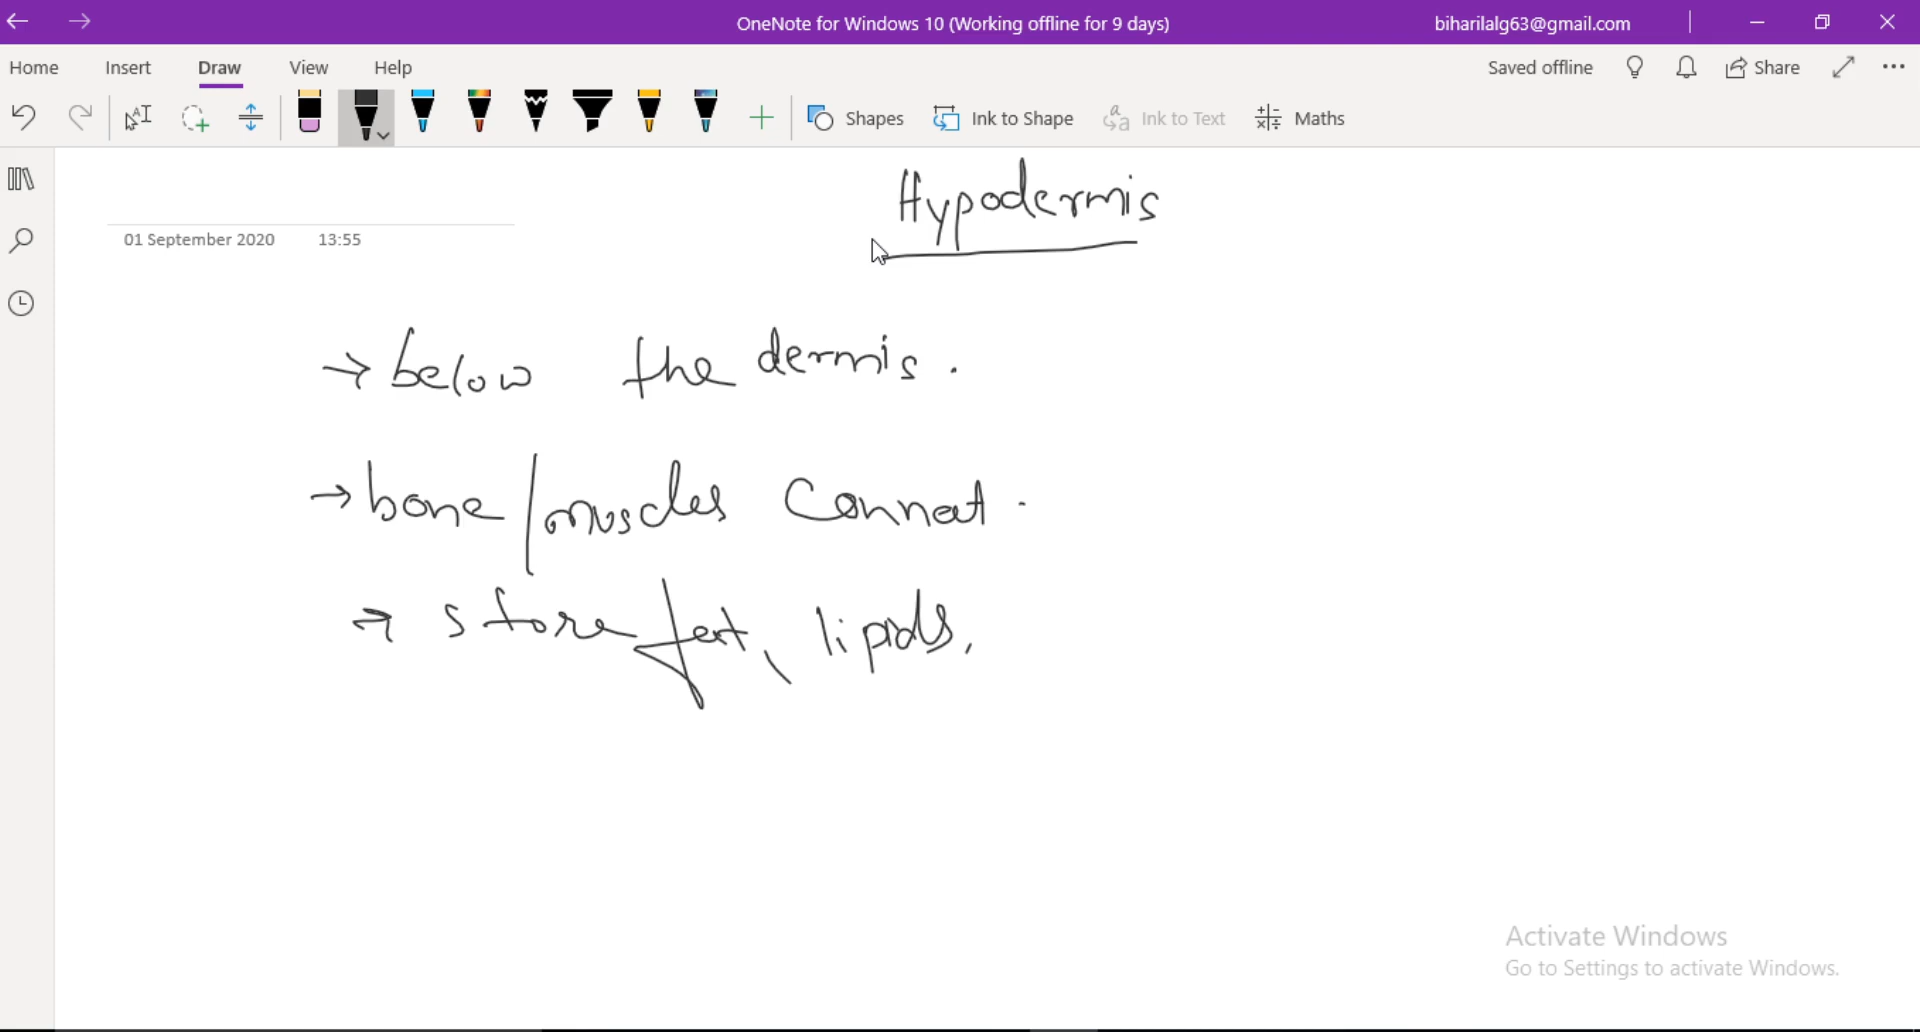 OneNote for Windows 10 (Working offline for 9 days)
biharilalg63@gmail.com
Home Insert Draw View Help
Saved offline Share
Shapes Ink to Shape Ink to Text Maths
Hypodermis
01 September 2020 13:55
→ below the dermis.
→ bone/muscles Connect.
→ store fat, lipids,
Activate Windows
Go to Settings to activate Windows.